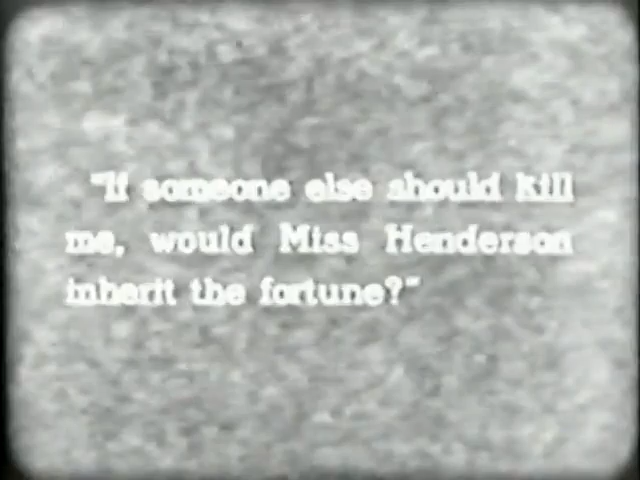 "If someone else should kill
me, would Miss Henderson
inherit the fortune?"